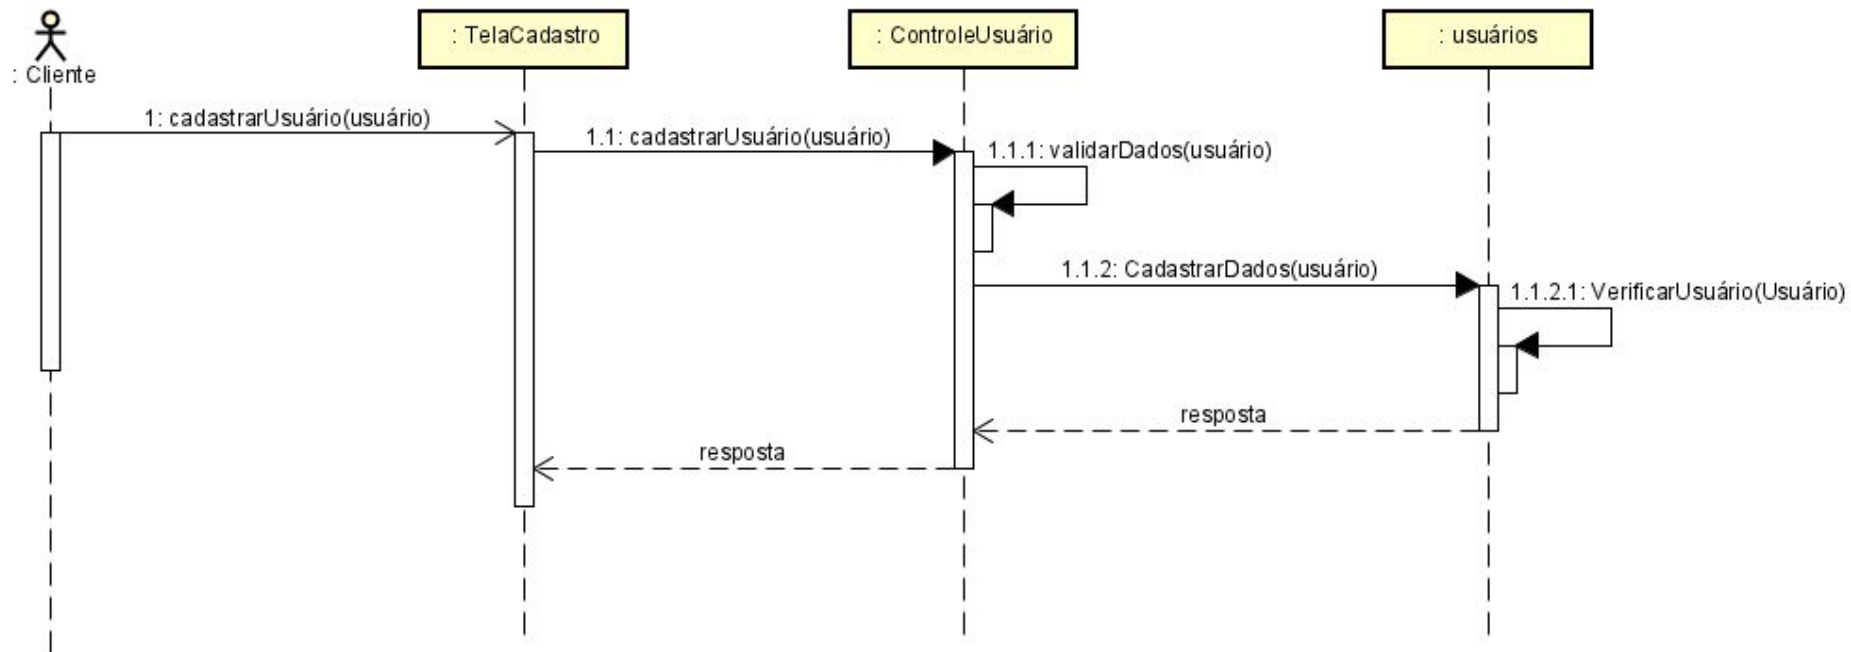 : Cliente
: TelaCadastro
: ControleUsuário
: usuários
1: cadastrarUsuário(usuário)
1.1: cadastrarUsuário(usuário)
1.1.1: validarDados(usuário)
1.1.2: CadastrarDados(usuário)
1.1.2.1: VerificarUsuário(Usuário)
resposta
resposta